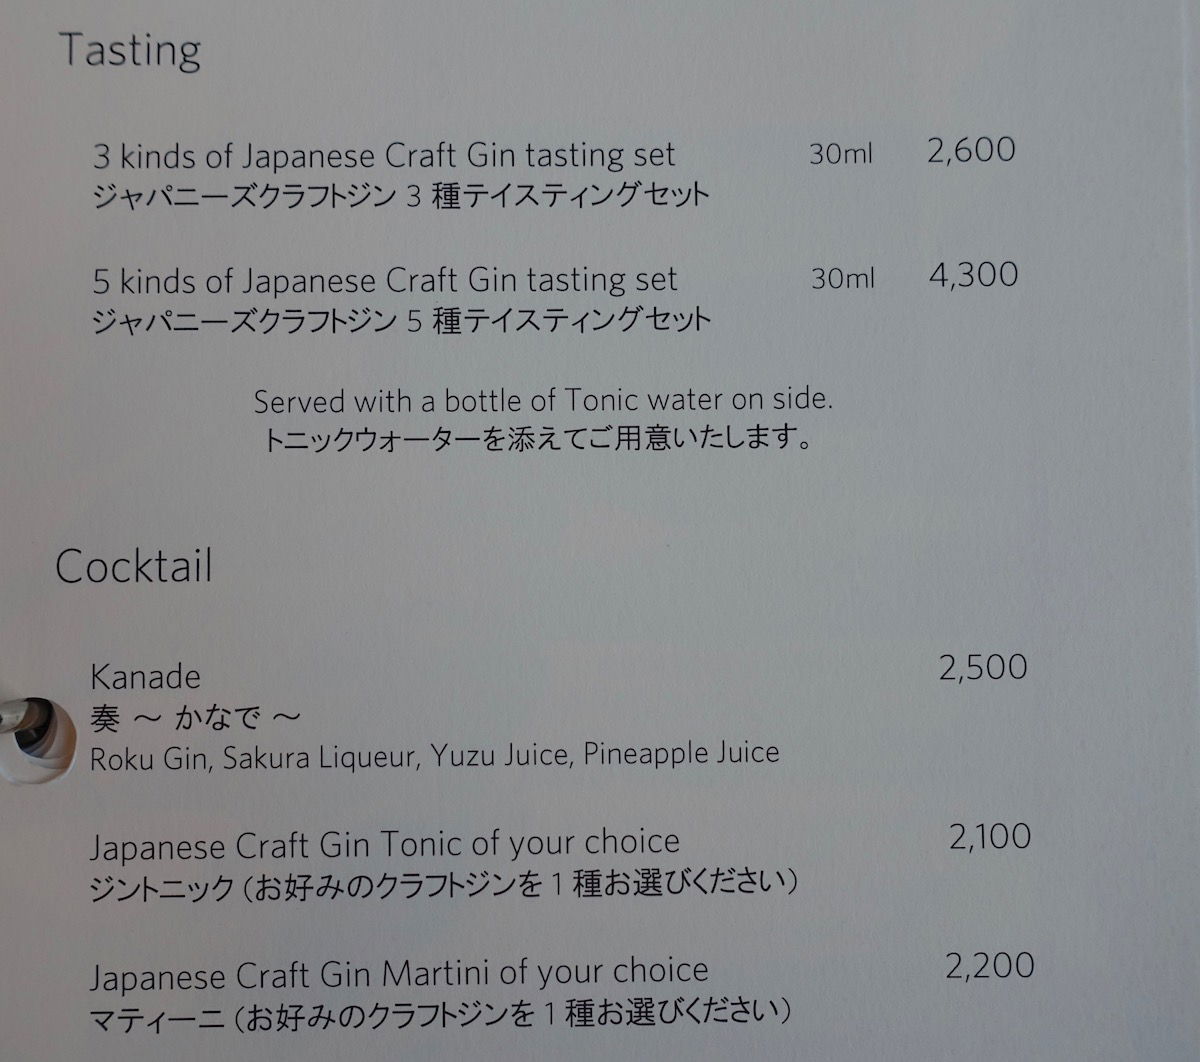 Tasting
3 kinds of Japanese Craft Gin tasting set 30ml 2,600
ジャパニーズクラフトジン 3 種テイスティングセット
5 kinds of Japanese Craft Gin tasting set 30ml 4,300
ジャパニーズクラフトジン 5 種テイスティングセット
Served with a bottle of Tonic water on side.
トニックウォーターを添えてご用意いたします。
Cocktail
Kanade 2,500
奏 ～ かなで ～
Roku Gin, Sakura Liqueur, Yuzu Juice, Pineapple Juice
Japanese Craft Gin Tonic of your choice 2,100
ジントニック（お好みのクラフトジンを 1 種お選びください）
Japanese Craft Gin Martini of your choice 2,200
マティーニ（お好みのクラフトジンを 1 種お選びください）